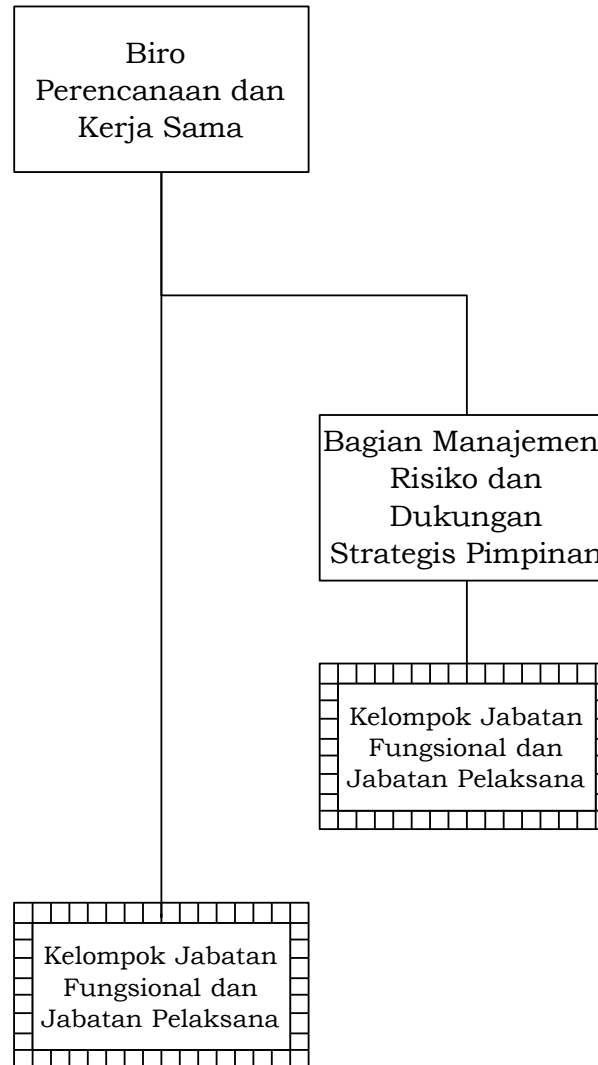 Biro
Perencanaan dan
Kerja Sama
Bagian Manajemen
Risiko dan
Dukungan
Strategis Pimpinan
Kelompok Jabatan
Fungsional dan
Jabatan Pelaksana
Kelompok Jabatan
Fungsional dan
Jabatan Pelaksana